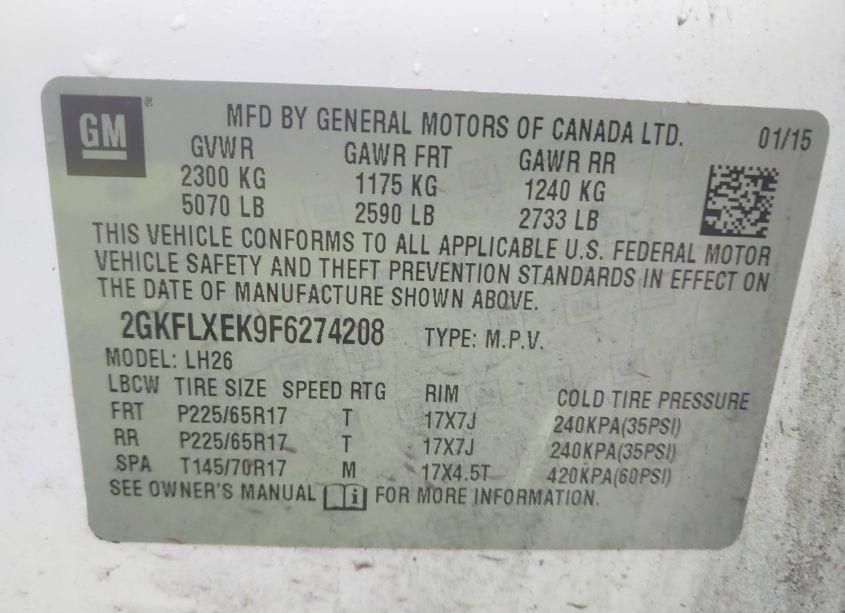 GM ®
MFD BY GENERAL MOTORS OF CANADA LTD. 01/15
GVWR GAWR FRT GAWR RR
2300 KG 1175 KG 1240 KG
5070 LB 2590 LB 2733 LB
THIS VEHICLE CONFORMS TO ALL APPLICABLE U.S. FEDERAL MOTOR
VEHICLE SAFETY AND THEFT PREVENTION STANDARDS IN EFFECT ON
THE DATE OF MANUFACTURE SHOWN ABOVE.
2GKFLXEK9F6274208 TYPE: M.P.V.
MODEL: LH26
LBCW TIRE SIZE SPEED RTG RIM COLD TIRE PRESSURE
FRT P225/65R17 T 17X7J 240KPA(35PSI)
RR P225/65R17 T 17X7J 240KPA(35PSI)
SPA T145/70R17 M 17X4.5T 420KPA(60PSI)
SEE OWNER'S MANUAL i FOR MORE INFORMATION.